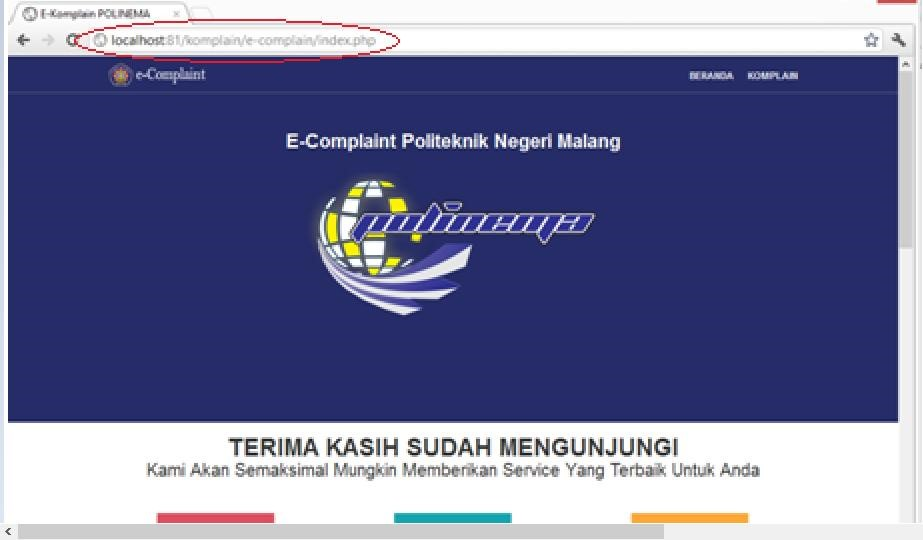 E-Komplain POLINEMA
localhost:81/komplain/e-complain/index.php
e-Complaint
BERANDA KOMPLAIN
E-Complaint Politeknik Negeri Malang
polinema
TERIMA KASIH SUDAH MENGUNJUNGI
Kami Akan Semaksimal Mungkin Memberikan Service Yang Terbaik Untuk Anda